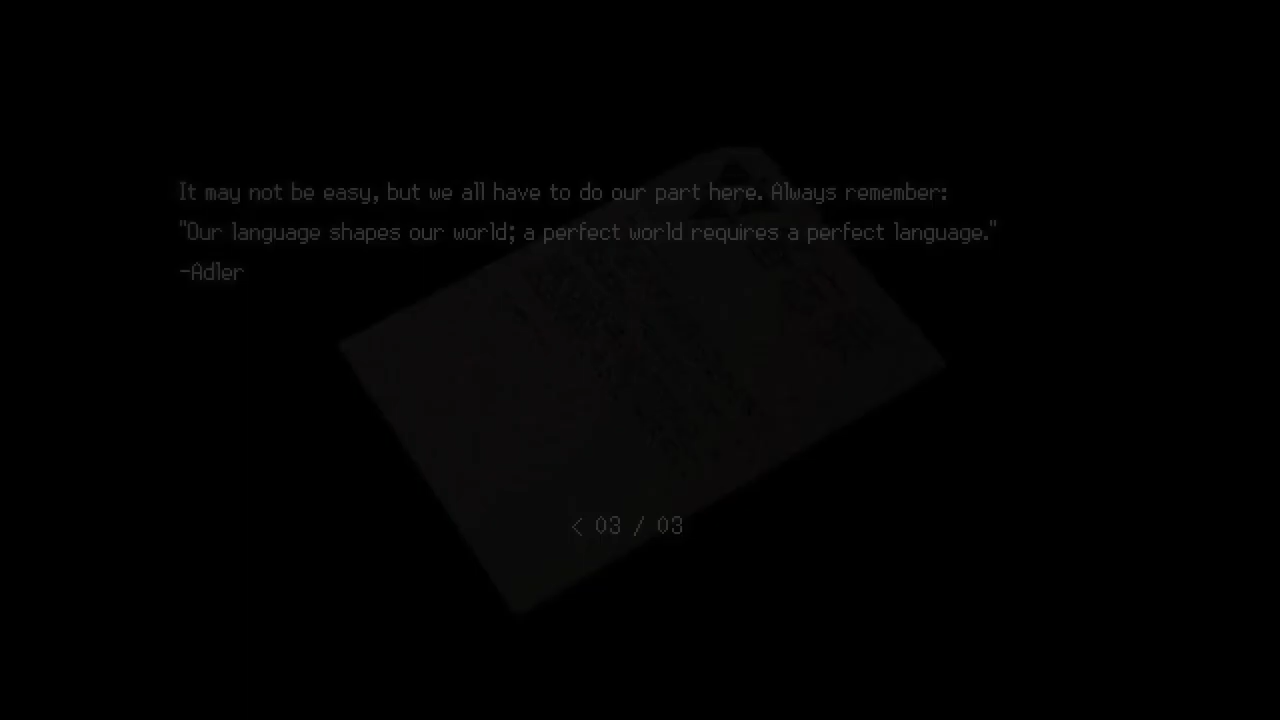 It may not be easy, but we all have to do our part here. Always remember:
"Our language shapes our world; a perfect world requires a perfect language."
-Adler
< 03 / 03